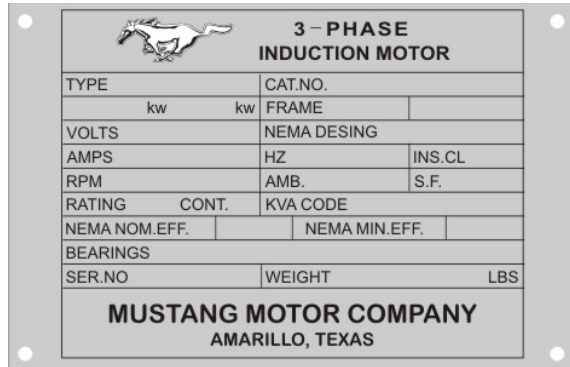 3-PHASE
INDUCTION MOTOR
TYPE CAT.NO.
kw kw FRAME
VOLTS NEMA DESING
AMPS HZ INS.CL
RPM AMB. S.F.
RATING CONT. KVA CODE
NEMA NOM.EFF. NEMA MIN.EFF.
BEARINGS
SER.NO WEIGHT LBS
MUSTANG MOTOR COMPANY
AMARILLO, TEXAS